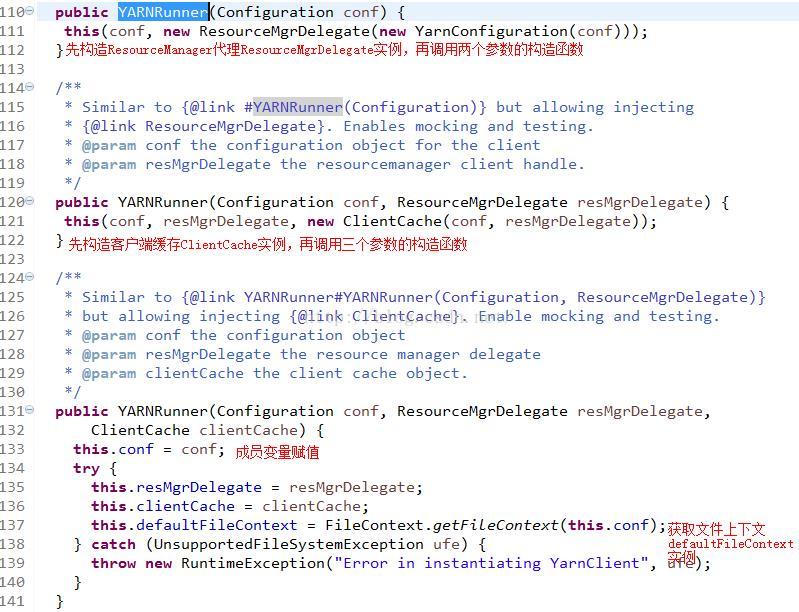 110 public YARNRunner(Configuration conf) {
111 this(conf, new ResourceMgrDelegate(new YarnConfiguration(conf)));
112 }先构造ResourceManager代理ResourceMgrDelegate实例，再调用两个参数的构造函数
113
114 /**
115 * Similar to {@link #YARNRunner(Configuration)} but allowing injecting
116 * {@link ResourceMgrDelegate}. Enables mocking and testing.
117 * @param conf the configuration object for the client
118 * @param resMgrDelegate the resourcemanager client handle.
119 */
120 public YARNRunner(Configuration conf, ResourceMgrDelegate resMgrDelegate) {
121 this(conf, resMgrDelegate, new ClientCache(conf, resMgrDelegate));
122 }先构造客户端缓存ClientCache实例，再调用三个参数的构造函数
123
124 /**
125 * Similar to {@link YARNRunner#YARNRunner(Configuration, ResourceMgrDelegate)}
126 * but allowing injecting {@link ClientCache}. Enable mocking and testing.
127 * @param conf the configuration object
128 * @param resMgrDelegate the resource manager delegate
129 * @param clientCache the client cache object.
130 */
131 public YARNRunner(Configuration conf, ResourceMgrDelegate resMgrDelegate,
132 ClientCache clientCache) {
133 this.conf = conf; 成员变量赋值
134 try {
135 this.resMgrDelegate = resMgrDelegate;
136 this.clientCache = clientCache;
137 this.defaultFileContext = FileContext.getFileContext(this.conf);获取文件上下文
138 } catch (UnsupportedFileSystemException ufe) { defaultFileContext
139 throw new RuntimeException("Error in instantiating YarnClient", ufe); 实例
140 }
141 }